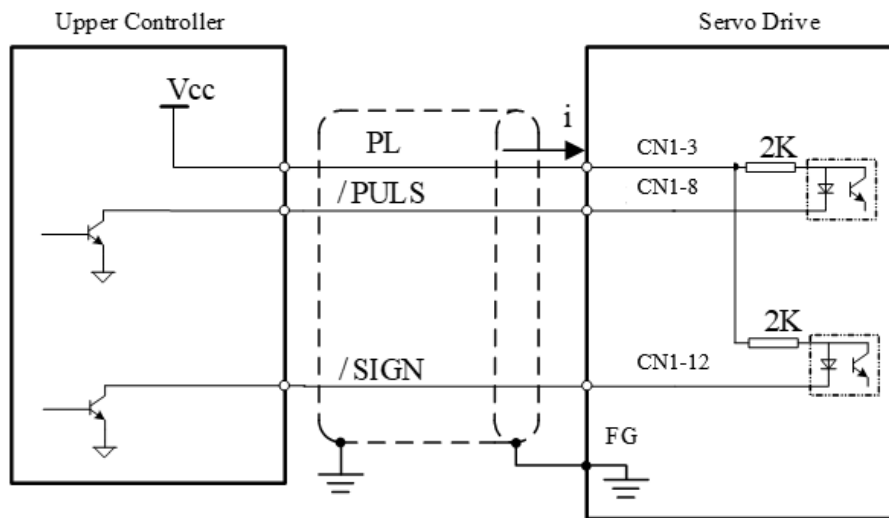 Upper Controller
Servo Drive
Vcc
i
PL
CN1-3
2K
/PULS
CN1-8
2K
/SIGN
CN1-12
FG